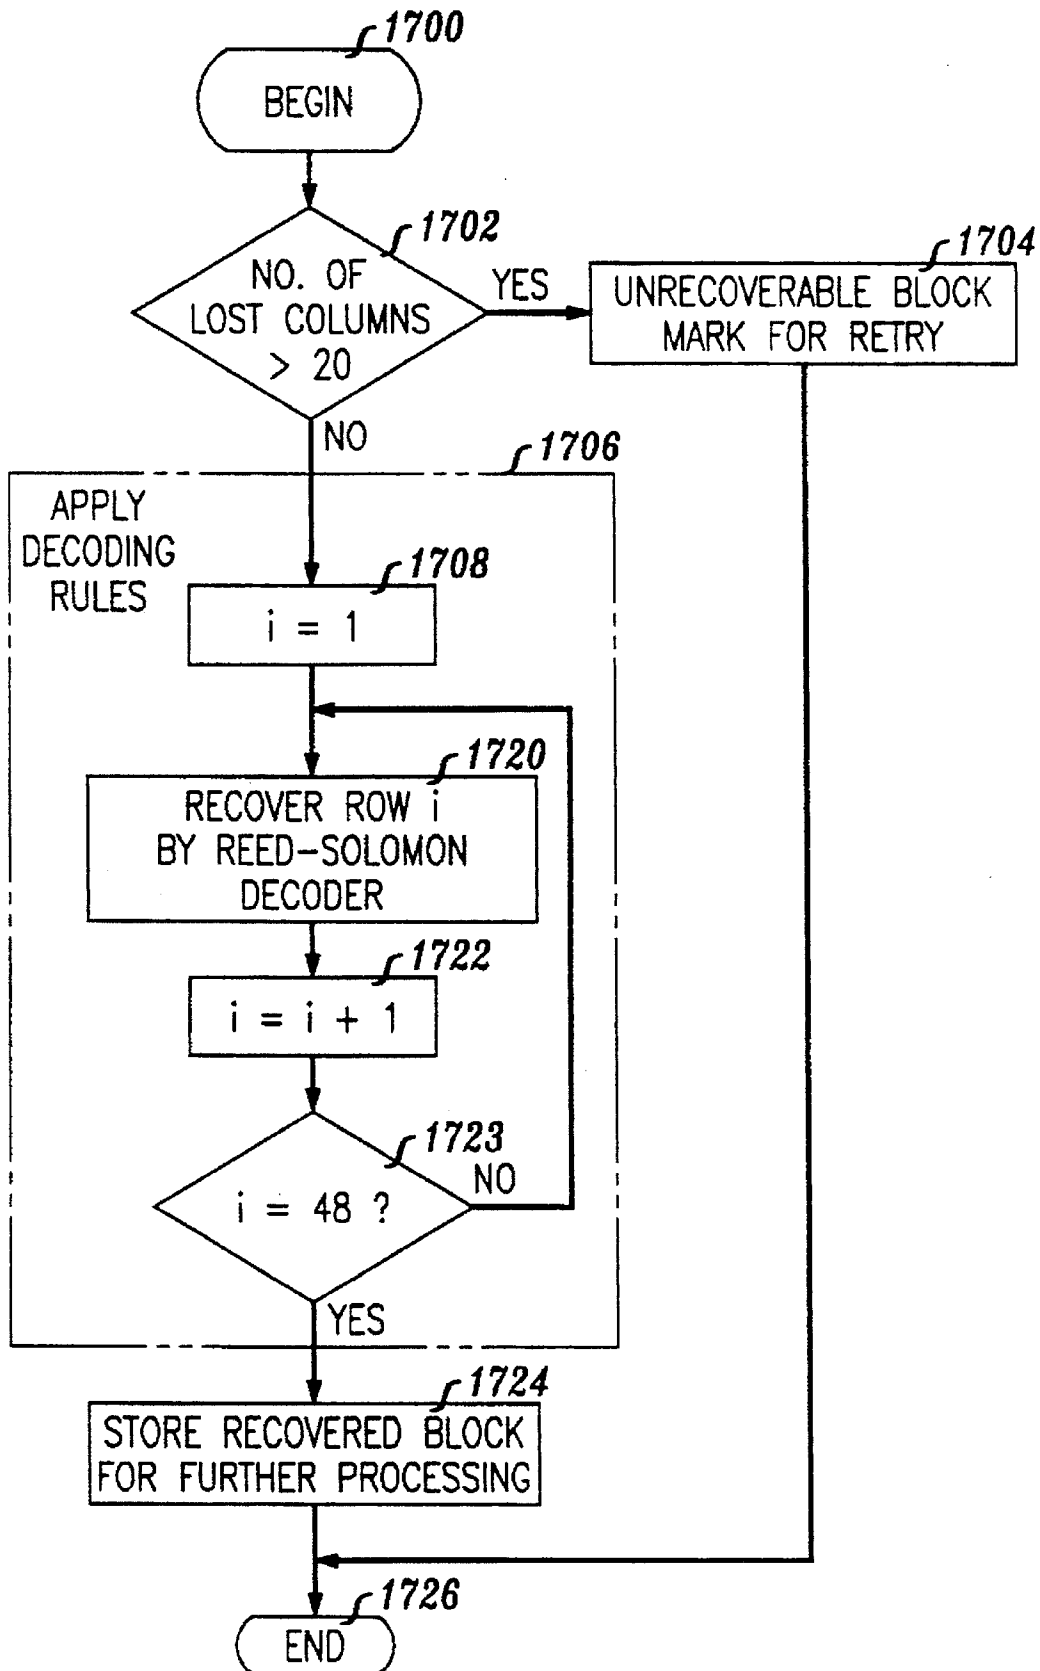 1700
BEGIN
1702
NO. OF
LOST COLUMNS
> 20
YES
1704
UNRECOVERABLE BLOCK
MARK FOR RETRY
NO
1706
APPLY
DECODING
RULES
1708
i = 1
1720
RECOVER ROW i
BY REED-SOLOMON
DECODER
1722
i = i + 1
1723
i = 48 ?
NO
YES
1724
STORE RECOVERED BLOCK
FOR FURTHER PROCESSING
1726
END